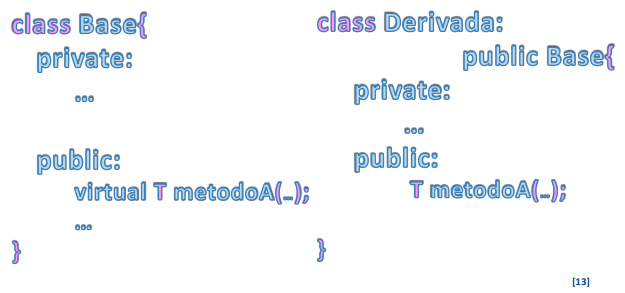 class Base{
private:
...
public:
virtual T metodoA(..);
...
}
class Derivada:
public Base{
private:
...
public:
T metodoA(..);
}
[13]